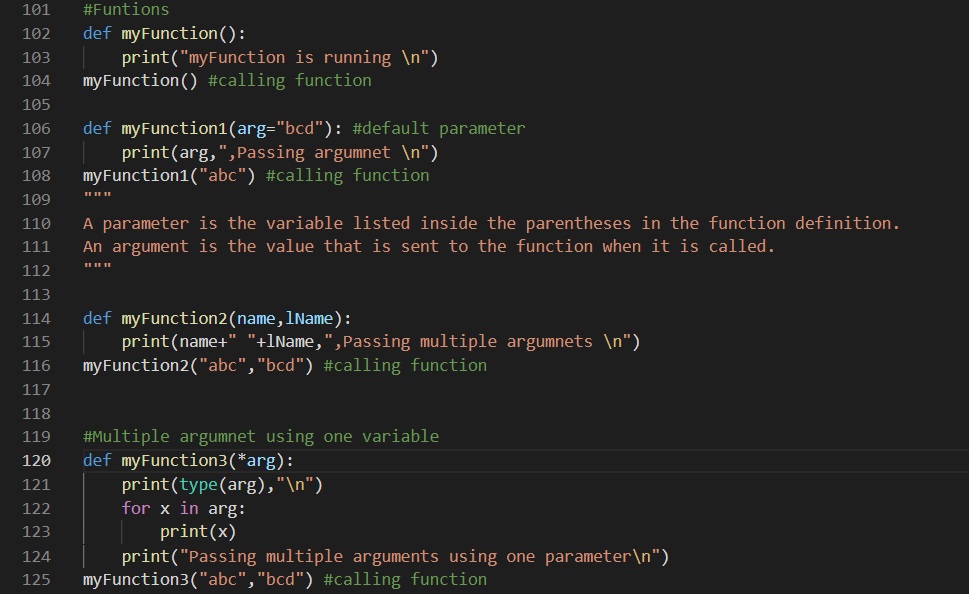 101 #Funtions
102 def myFunction():
103     print("myFunction is running \n")
104 myFunction() #calling function
105
106 def myFunction1(arg="bcd"): #default parameter
107     print(arg,",Passing argumnet \n")
108 myFunction1("abc") #calling function
109 """
110 A parameter is the variable listed inside the parentheses in the function definition.
111 An argument is the value that is sent to the function when it is called.
112 """
113
114 def myFunction2(name,lName):
115     print(name+" "+lName,",Passing multiple argumnets \n")
116 myFunction2("abc","bcd") #calling function
117
118
119 #Multiple argumnet using one variable
120 def myFunction3(*arg):
121     print(type(arg),"\n")
122     for x in arg:
123         print(x)
124     print("Passing multiple arguments using one parameter\n")
125 myFunction3("abc","bcd") #calling function